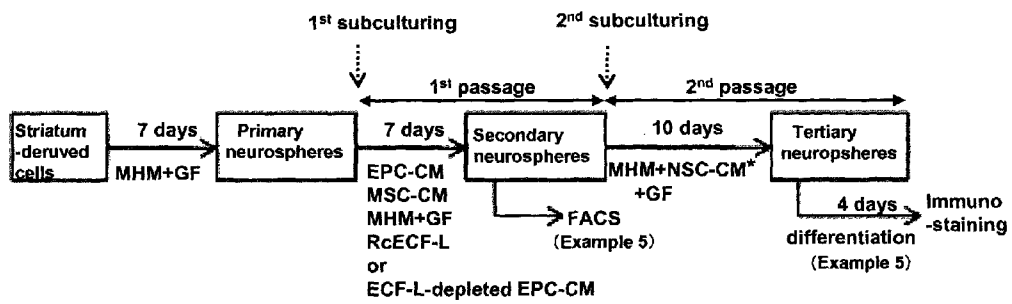 1st subculturing
2nd subculturing
1st passage
2nd passage
Striatum
-deruved
cells
7 days
MHM+GF
Primary
neurospheres
7 days
EPC-CM
MSC-CM
MHM+GF
RcECF-L
or
ECF-L-depleted EPC-CM
Secondary
neurospheres
FACS
(Example 5)
10 days
MHM+NSC-CM*
+GF
Tertiary
neuropsheres
4 days
differentiation
(Example 5)
Immuno
-staining